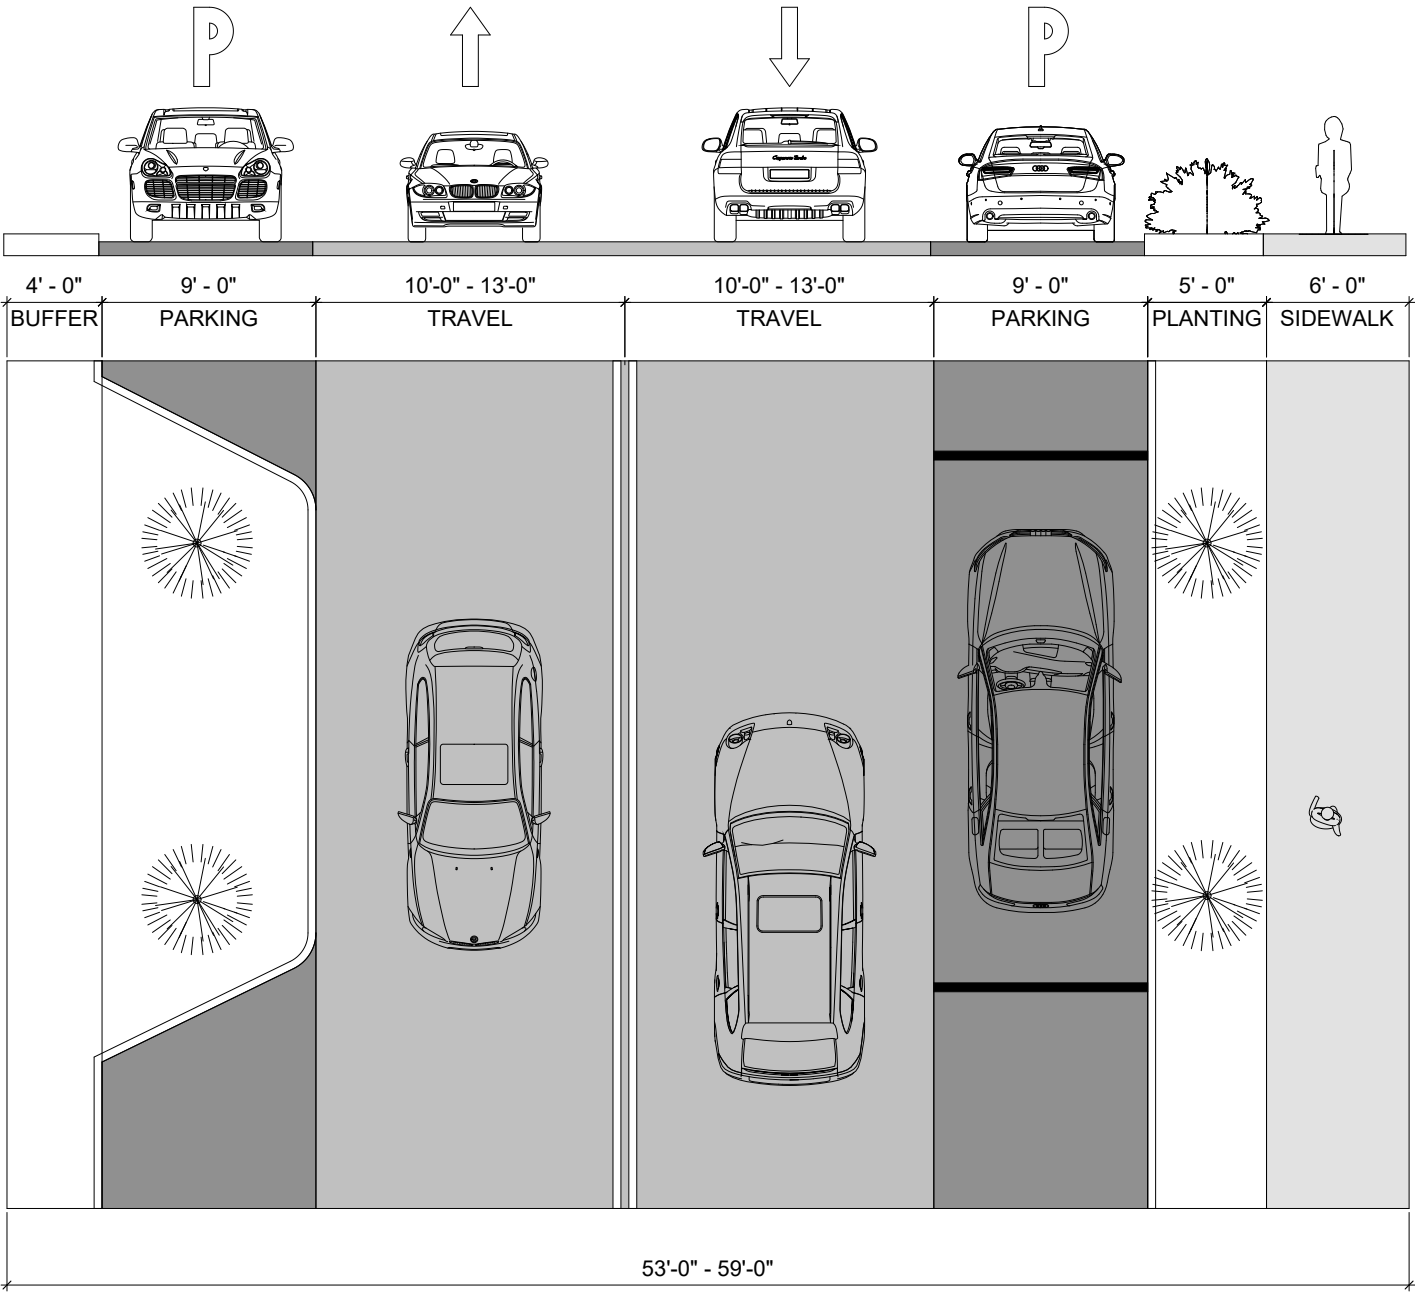 P P
4' - 0" 9' - 0" 10'-0" - 13'-0" 10'-0" - 13'-0" 9' - 0" 5' - 0" 6' - 0"
BUFFER PARKING TRAVEL TRAVEL PARKING PLANTING SIDEWALK
53'-0" - 59'-0"